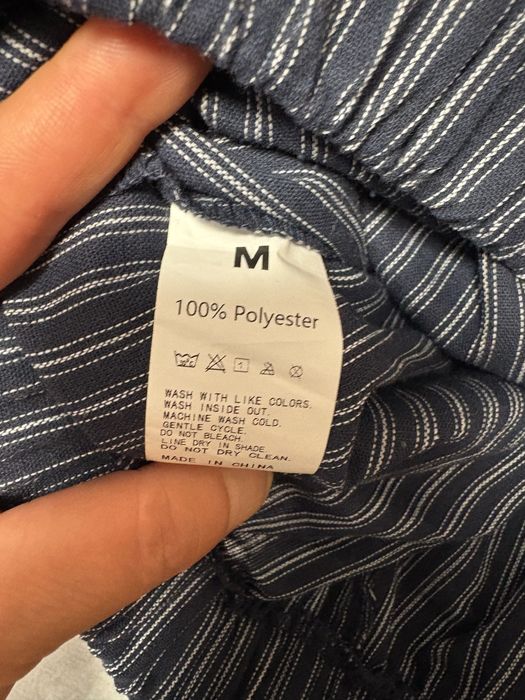 M
100% Polyester
WASH WITH LIKE COLORS.
WASH INSIDE OUT.
MACHINE WASH COLD.
GENTLE CYCLE.
DO NOT BLEACH.
LINE DRY IN SHADE
DO NOT DRY CLEAN.
MADE IN CHINA